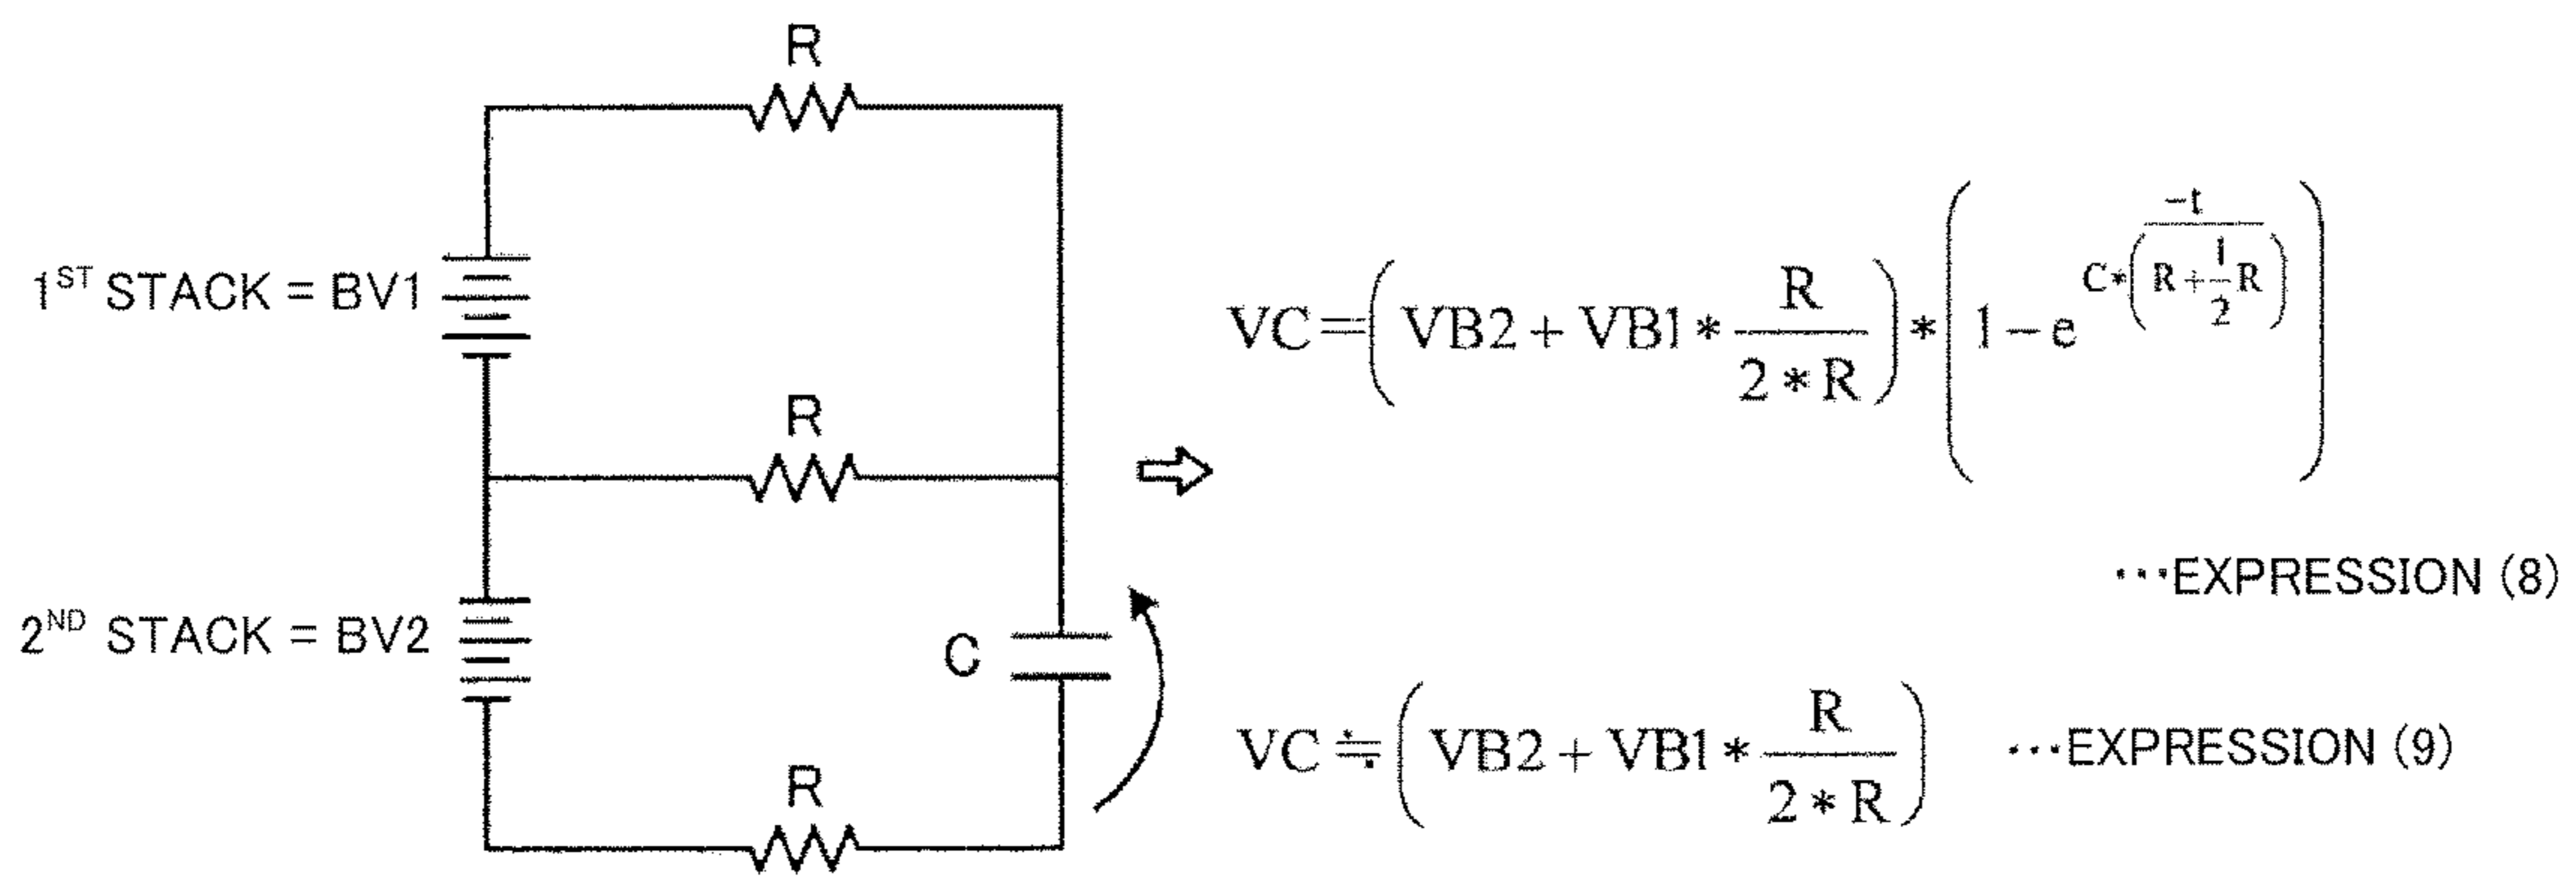 R
1ST STACK = BV1
R
VC=(VB2+VB1*R/(2*R))*(1-e^(-t/(C*(R+1/2R))))
···EXPRESSION (8)
2ND STACK = BV2
C
VC≒(VB2+VB1*R/(2*R)) ···EXPRESSION (9)
R